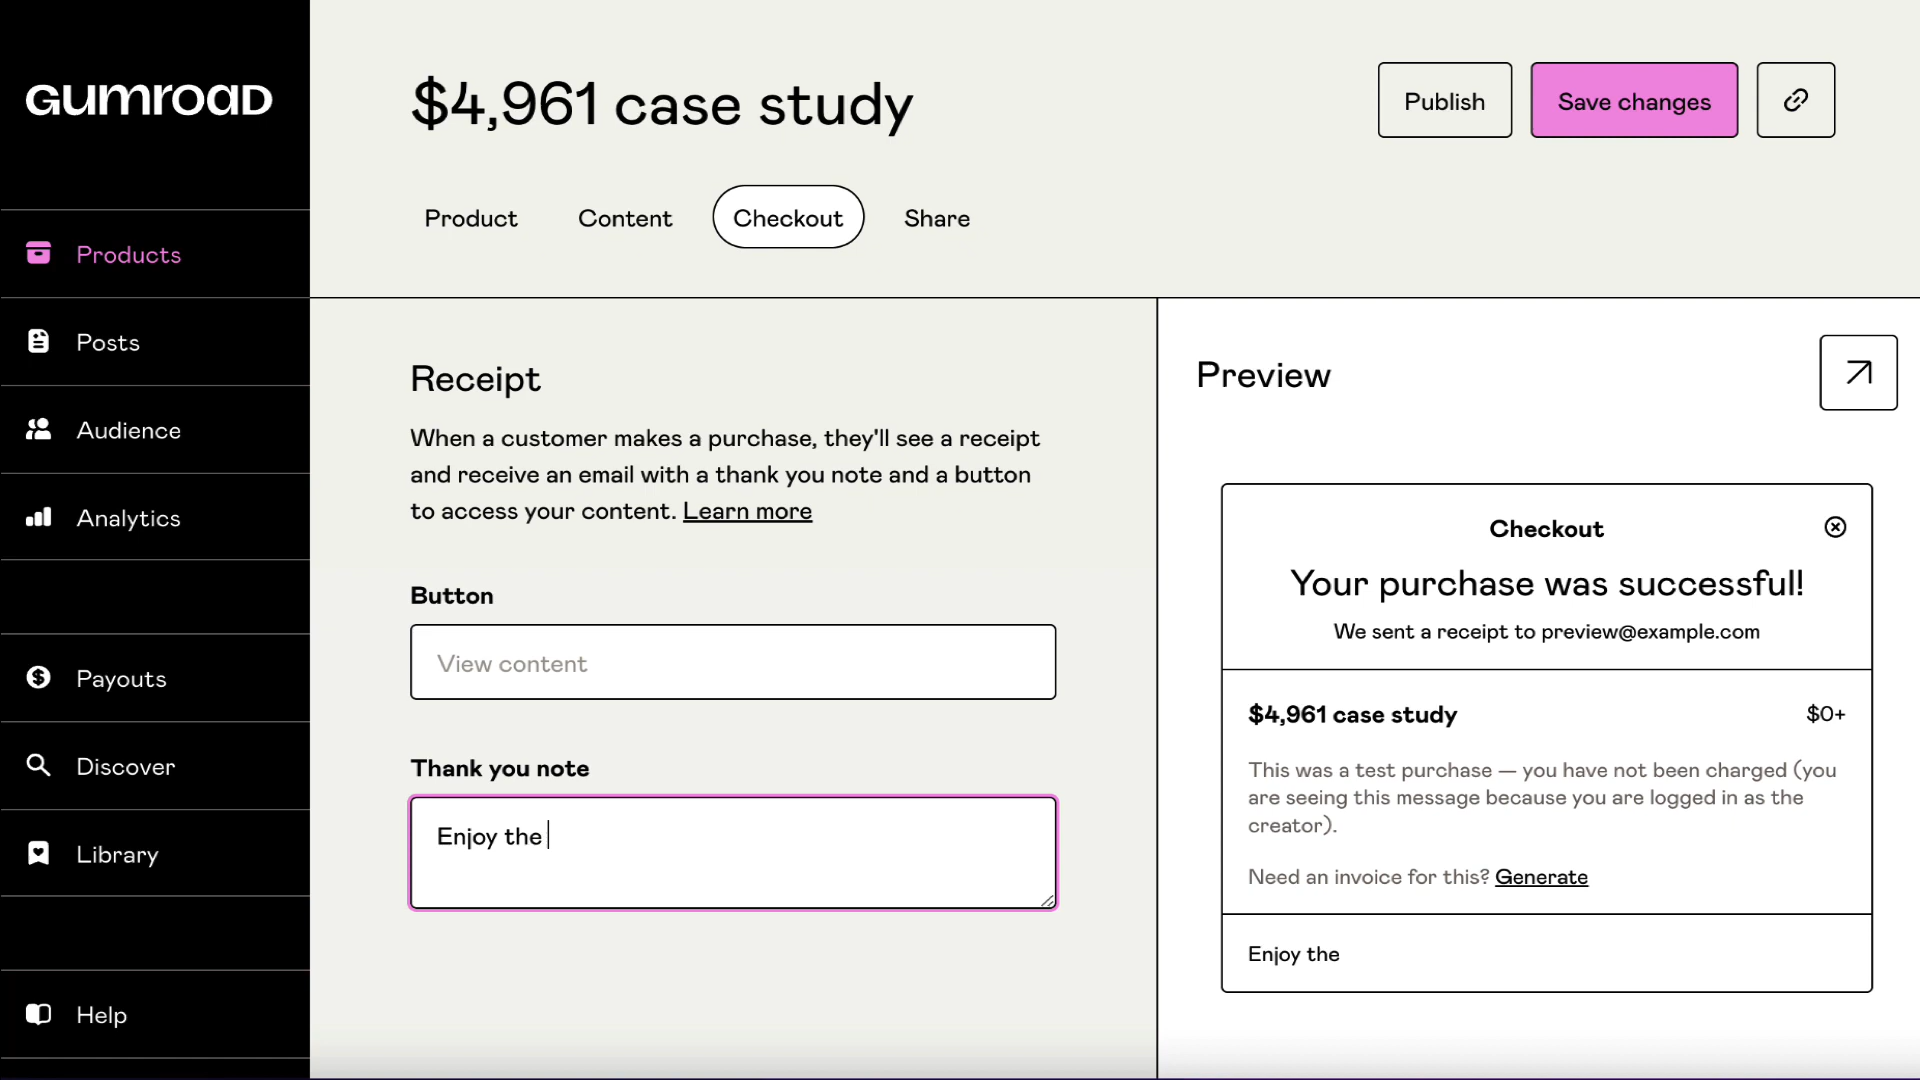 GUMROAD
Products
Posts
Audience
Analytics
Payouts
Discover
Library
Help
$4,961 case study
Publish
Save changes
Product
Content
Checkout
Share
Receipt
When a customer makes a purchase, they'll see a receipt
and receive an email with a thank you note and a button
to access your content. Learn more
Button
View content
Thank you note
Enjoy the
Preview
Checkout
Your purchase was successful!
We sent a receipt to preview@example.com
$4,961 case study
$0+
This was a test purchase — you have not been charged (you
are seeing this message because you are logged in as the
creator).
Need an invoice for this? Generate
Enjoy the